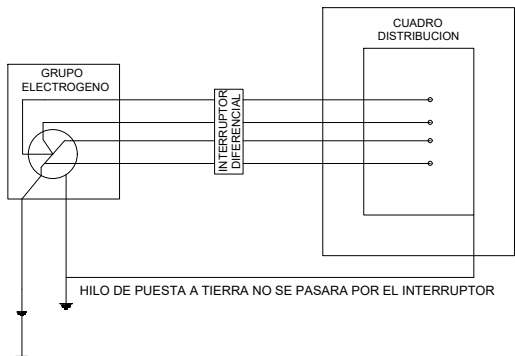 CUADRO
DISTRIBUCION
GRUPO
ELECTROGENO
INTERRUPTOR
DIFERENCIAL
HILO DE PUESTA A TIERRA NO SE PASARA POR EL INTERRUPTOR